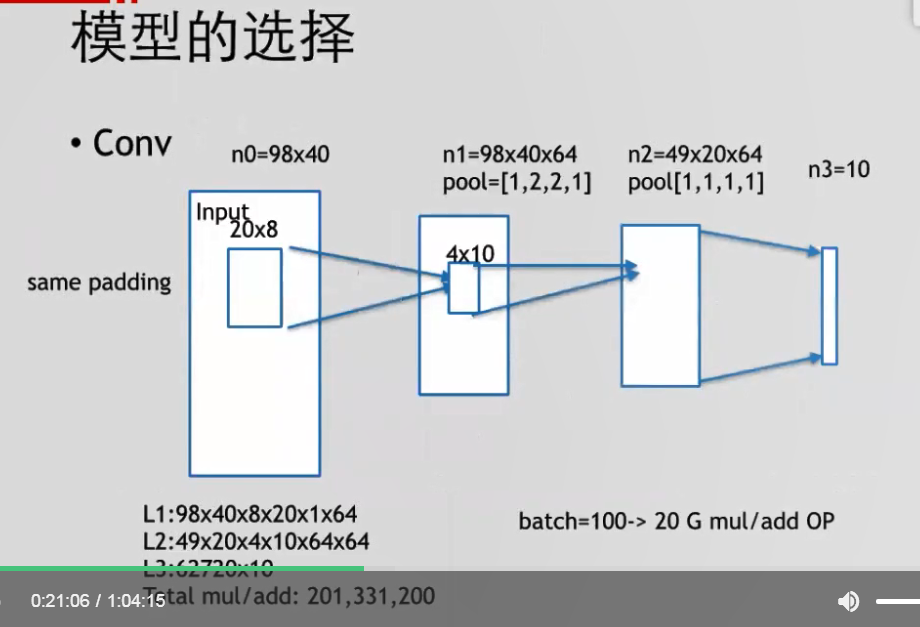 模型的选择
• Conv
n0=98x40
n1=98x40x64
pool=[1,2,2,1]
n2=49x20x64
pool[1,1,1,1]
n3=10
Input
20x8
4x10
same padding
L1:98x40x8x20x1x64
L2:49x20x4x10x64x64
L3:62720x10
Total mul/add: 201,331,200
batch=100-> 20 G mul/add OP
0:21:06 / 1:04:15